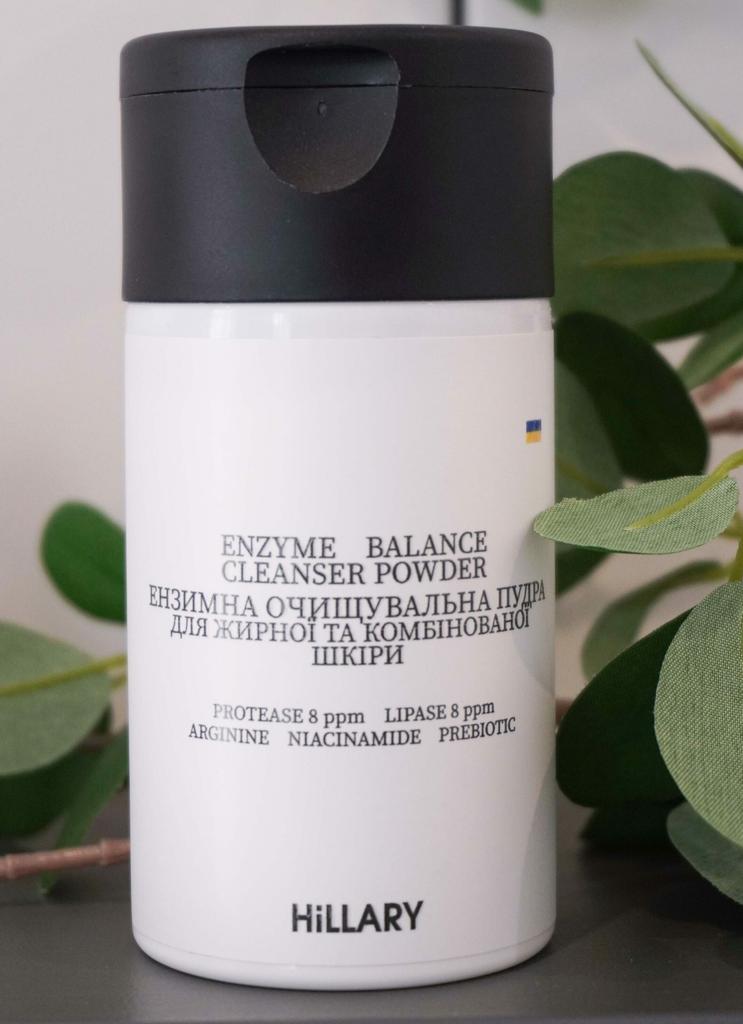 ENZYME BALANCE
CLEANSER POWDER
ЕНЗИМНА ОЧИЩУВАЛЬНА ПУДРА
ДЛЯ ЖИРНОЇ ТА КОМБІНОВАНОЇ
ШКІРИ
PROTEASE 8 ppm LIPASE 8 ppm
ARGININE NIACINAMIDE PREBIOTIC
HiLLARY